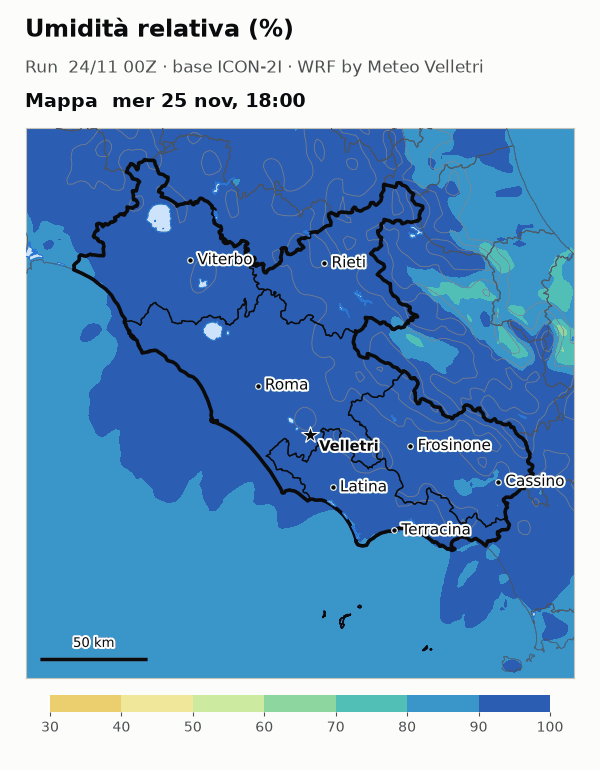 Umidità relativa (%)
Run  24/11 00Z · base ICON-2I · WRF by Meteo Velletri
Mappa  mer 25 nov, 18:00
Viterbo
Rieti
Roma
Velletri
Frosinone
Latina
Cassino
Terracina
50 km
30 40 50 60 70 80 90 100